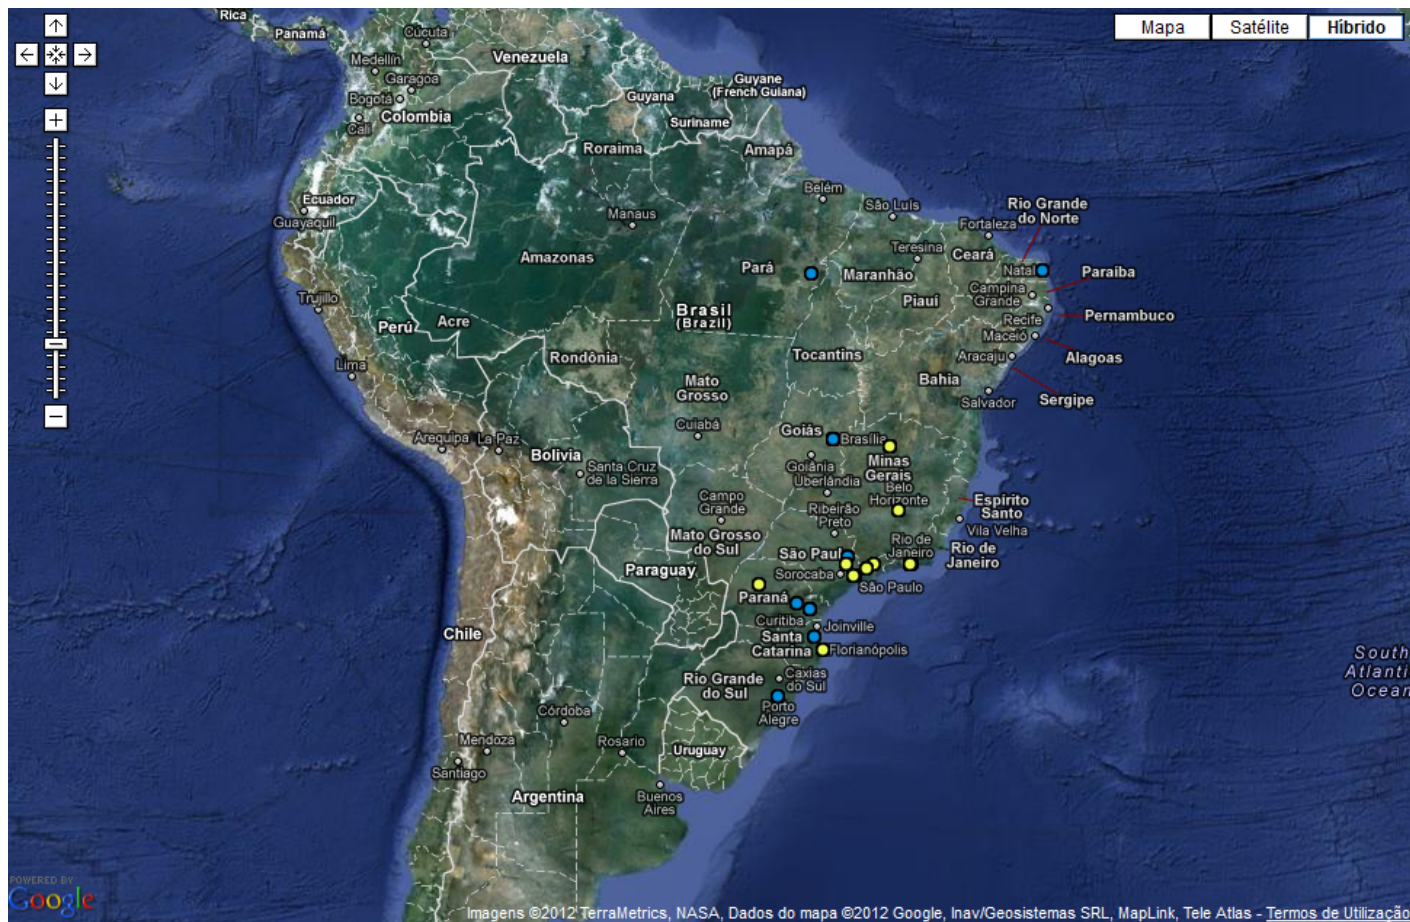 Rica
Panamá
Cúcuta
Mapa
Satélite
Híbrido
Medellín
Venezuela
Garagoa
Guyane
(French Guiana)
Bogotá
Guyana
Colombia
Suriname
Cali
Roraima
Amapá
Belém
Ecuador
Manaus
São Luís
Rio Grande
do Norte
Guayaquil
Fortaleza
Teresina
Ceará
Amazonas
Pará
Maranhão
Natal
Paraíba
Campina
Grande
Trujillo
Piauí
Brasil
(Brazil)
Recife
Pernambuco
Perú
Acre
Maceió
Rondônia
Tocantins
Aracaju
Alagoas
Lima
Mato
Grosso
Bahia
Salvador
Sergipe
Cuiabá
Goiás
Brasília
Arequipa
La Paz
Bolivia
Santa Cruz
de la Sierra
Goiânia
Minas
Gerais
Uberlândia
Belo
Horizonte
Campo
Grande
Ribeirão
Preto
Espírito
Santo
Vila Velha
Mato Grosso
do Sul
São Paul
Rio de
Janeiro
Rio de
Janeiro
Paraguay
Sorocaba
São Paulo
Paraná
Curitiba
Joinville
Chile
Santa
Catarina
Florianópolis
Rio Grande
do Sul
Caxias
do Sul
South
Atlanti
Ocean
Córdoba
Porto
Alegre
Mendoza
Rosario
Uruguay
Santiago
Argentina
Buenos
Aires
POWERED BY
Google
Imagens ©2012 TerraMetrics, NASA, Dados do mapa ©2012 Google, Inav/Geosistemas SRL, MapLink, Tele Atlas - Termos de Utilização